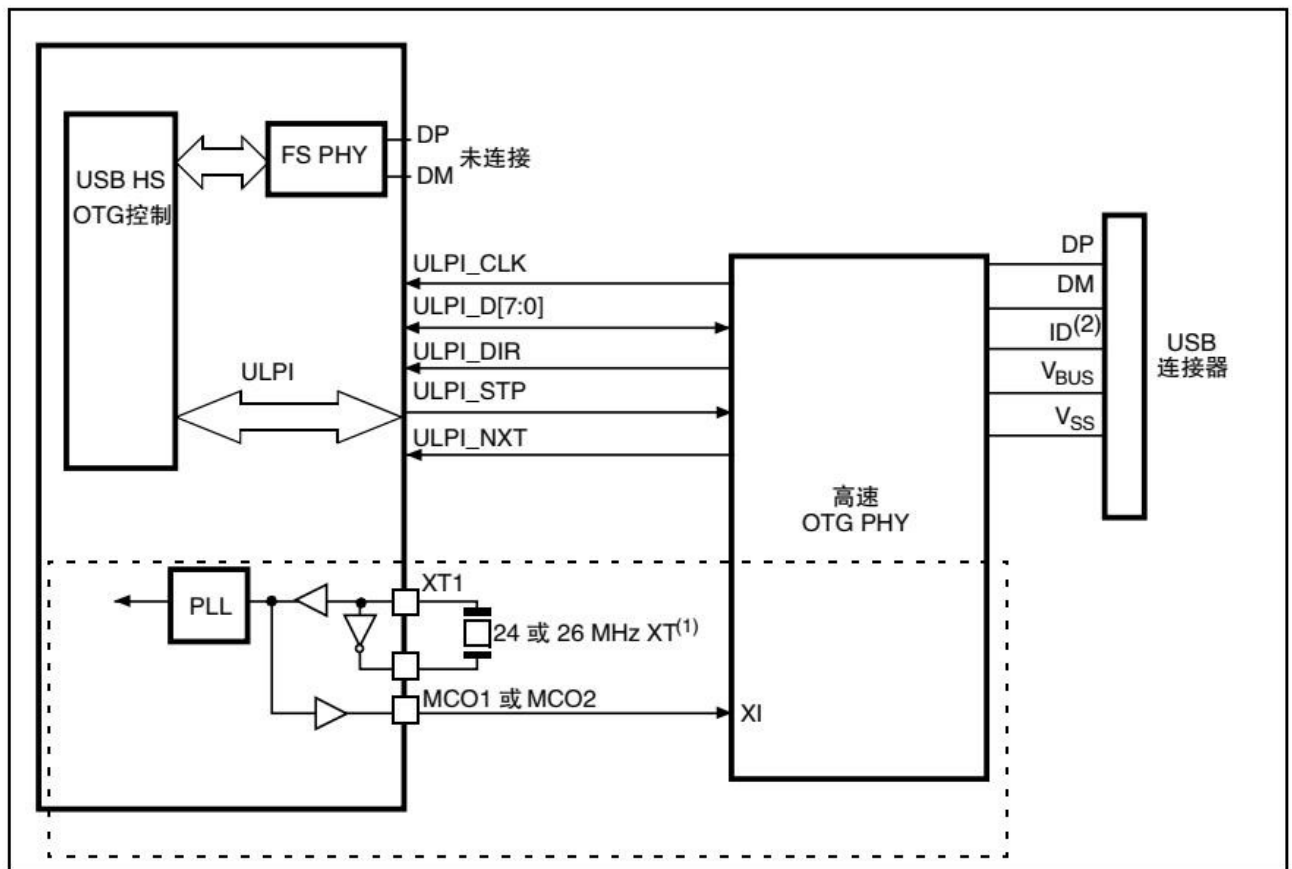 USB HS
OTG控制
FS PHY
DP
DM
未连接
ULPI
ULPI_CLK
ULPI_D[7:0]
ULPI_DIR
ULPI_STP
ULPI_NXT
高速
OTG PHY
DP
DM
ID(2)
VBUS
VSS
USB
连接器
PLL
XT1
24 或 26 MHz XT(1)
MCO1 或 MCO2
XI